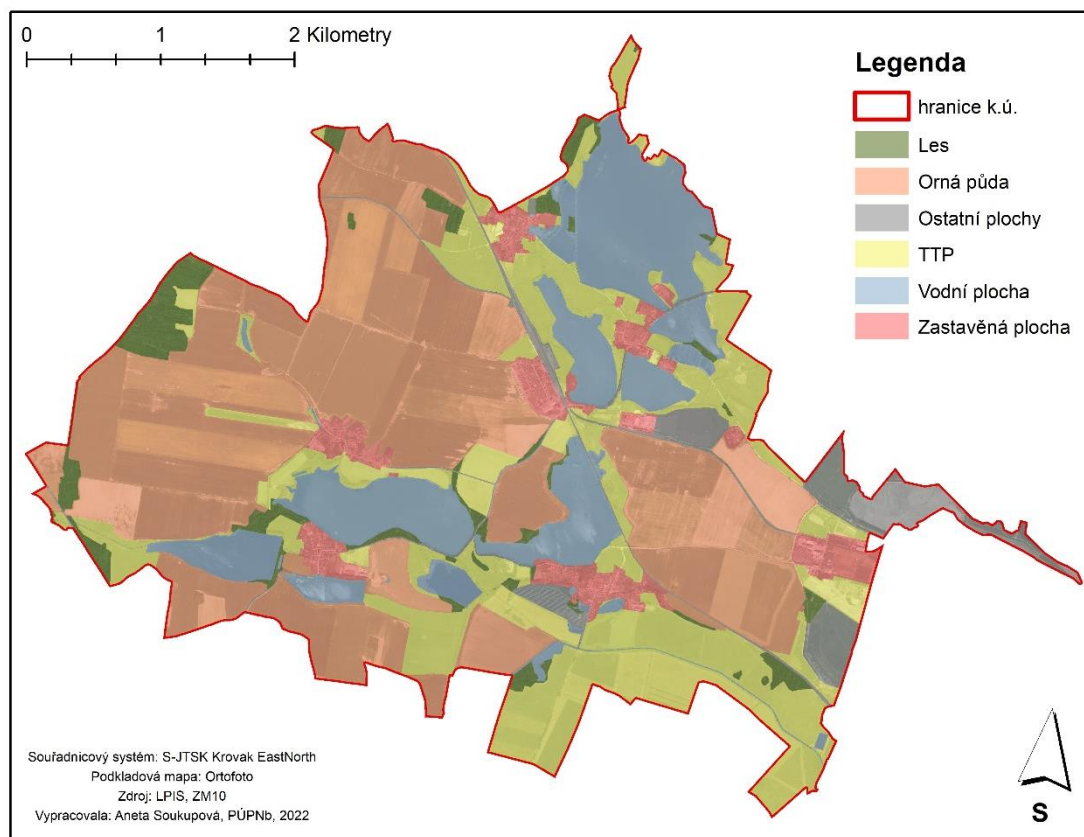 0 1 2 Kilometry
Legenda
hranice k.ú.
Les
Orná půda
Ostatní plochy
TTP
Vodní plocha
Zastavěná plocha
Souřadnicový systém: S-JTSK Krovak EastNorth
Podkladová mapa: Ortofoto
Zdroj: LPIS, ZM10
Vypracovala: Aneta Soukupová, PÚPNb, 2022
S